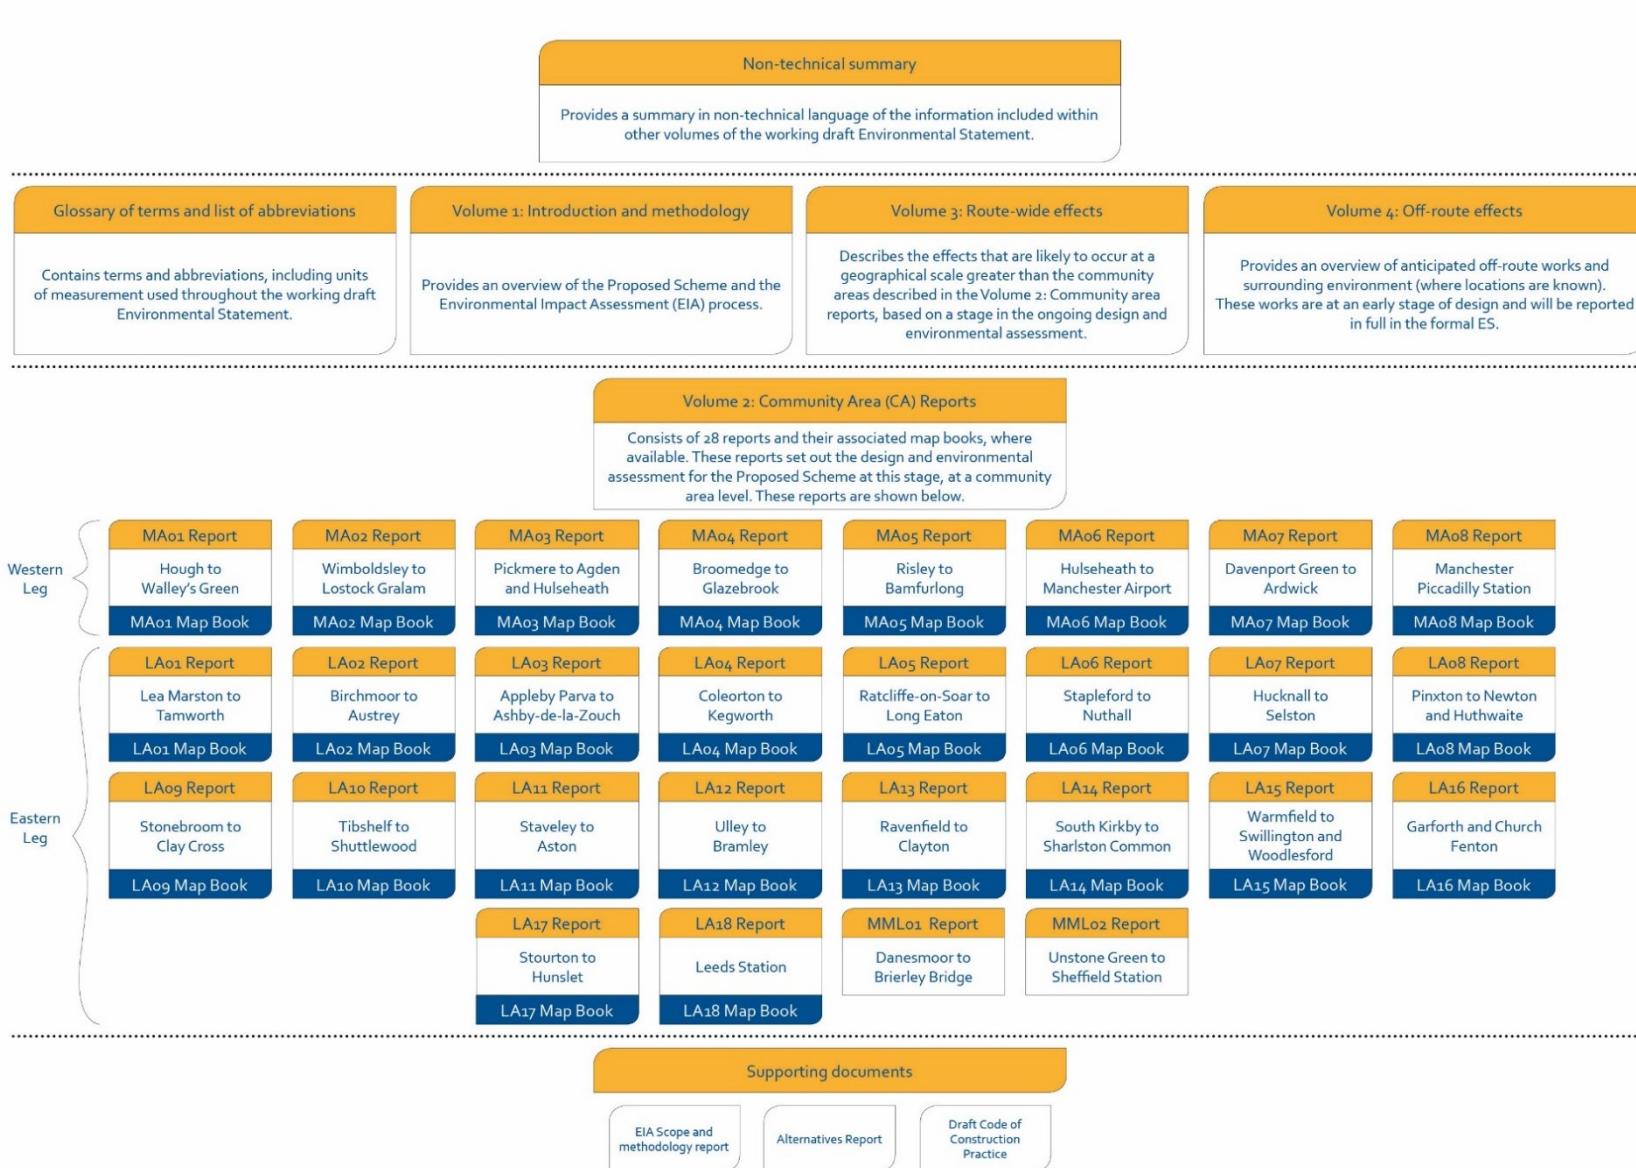 Non-technical summary
Provides a summary in non-technical language of the information included within
other volumes of the working draft Environmental Statement.
Glossary of terms and list of abbreviations
Contains terms and abbreviations, including units
of measurement used throughout the working draft
Environmental Statement.
Volume 1: Introduction and methodology
Provides an overview of the Proposed Scheme and the
Environmental Impact Assessment (EIA) process.
Volume 3: Route-wide effects
Describes the effects that are likely to occur at a
geographical scale greater than the community
areas described in the Volume 2: Community area
reports, based on a stage in the ongoing design and
environmental assessment.
Volume 4: Off-route effects
Provides an overview of anticipated off-route works and
surrounding environment (where locations are known).
These works are at an early stage of design and will be reported
in full in the formal ES.
Volume 2: Community Area (CA) Reports
Consists of 28 reports and their associated map books, where
available. These reports set out the design and environmental
assessment for the Proposed Scheme at this stage, at a community
area level. These reports are shown below.
Western
Leg
MA01 Report
Hough to
Walley's Green
MA01 Map Book
MA02 Report
Wimboldsley to
Lostock Gralam
MA02 Map Book
MA03 Report
Pickmere to Agden
and Hulseheath
MA03 Map Book
MA04 Report
Broomedge to
Glazebrook
MA04 Map Book
MA05 Report
Risley to
Bamfurlong
MA05 Map Book
MA06 Report
Hulseheath to
Manchester Airport
MA06 Map Book
MA07 Report
Davenport Green to
Ardwick
MA07 Map Book
MA08 Report
Manchester
Piccadilly Station
MA08 Map Book
Eastern
Leg
LA01 Report
Lea Marston to
Tamworth
LA01 Map Book
LA02 Report
Birchmoor to
Austrey
LA02 Map Book
LA03 Report
Appleby Parva to
Ashby-de-la-Zouch
LA03 Map Book
LA04 Report
Coleorton to
Kegworth
LA04 Map Book
LA05 Report
Ratcliffe-on-Soar to
Long Eaton
LA05 Map Book
LA06 Report
Stapleford to
Nuthall
LA06 Map Book
LA07 Report
Hucknall to
Selston
LA07 Map Book
LA08 Report
Pinxton to Newton
and Huthwaite
LA08 Map Book
LA09 Report
Stonebroom to
Clay Cross
LA09 Map Book
LA10 Report
Tibshelf to
Shuttlewood
LA10 Map Book
LA11 Report
Staveley to
Aston
LA11 Map Book
LA12 Report
Ulley to
Bramley
LA12 Map Book
LA13 Report
Ravenfield to
Clayton
LA13 Map Book
LA14 Report
South Kirkby to
Sharlston Common
LA14 Map Book
LA15 Report
Warmfield to
Swillington and
Woodlesford
LA15 Map Book
LA16 Report
Garforth and Church
Fenton
LA16 Map Book
LA17 Report
Stourton to
Hunslet
LA17 Map Book
LA18 Report
Leeds Station
LA18 Map Book
MML01 Report
Danesmoor to
Brierley Bridge
MML02 Report
Unstone Green to
Sheffield Station
Supporting documents
EIA Scope and
methodology report
Alternatives Report
Draft Code of
Construction
Practice